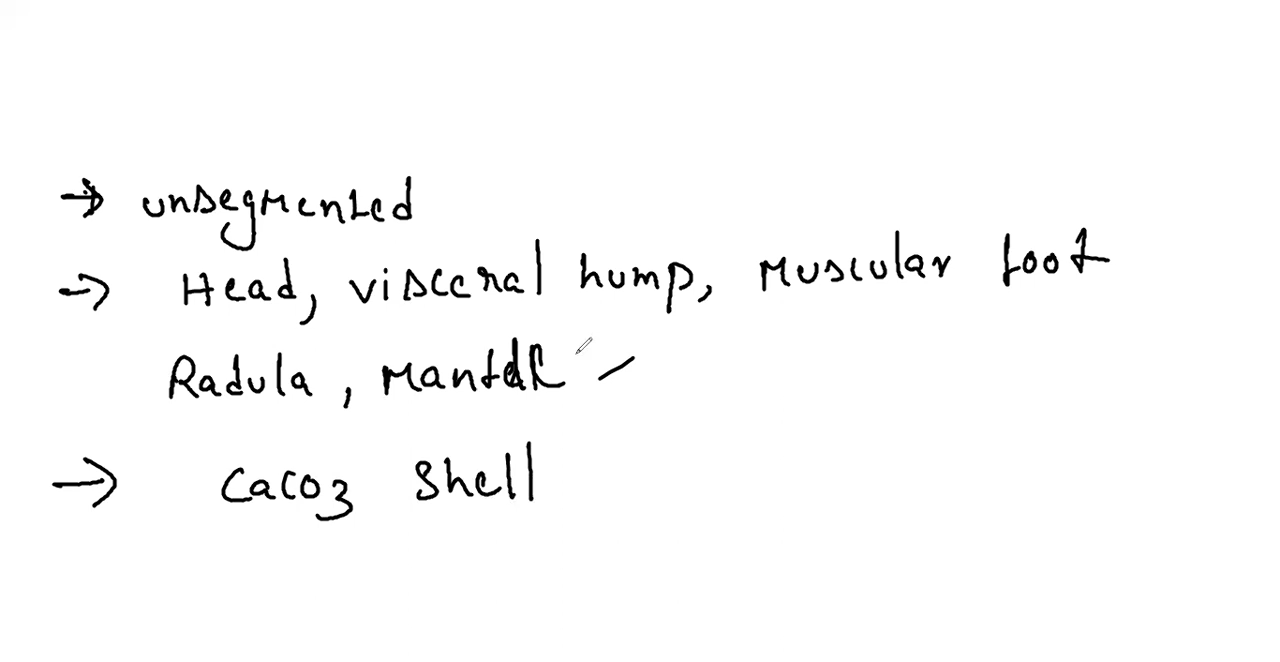 → unsegmented
→ Head, visceral hump, Muscular foot
Radula, Mantle
→ CaCO3 shell